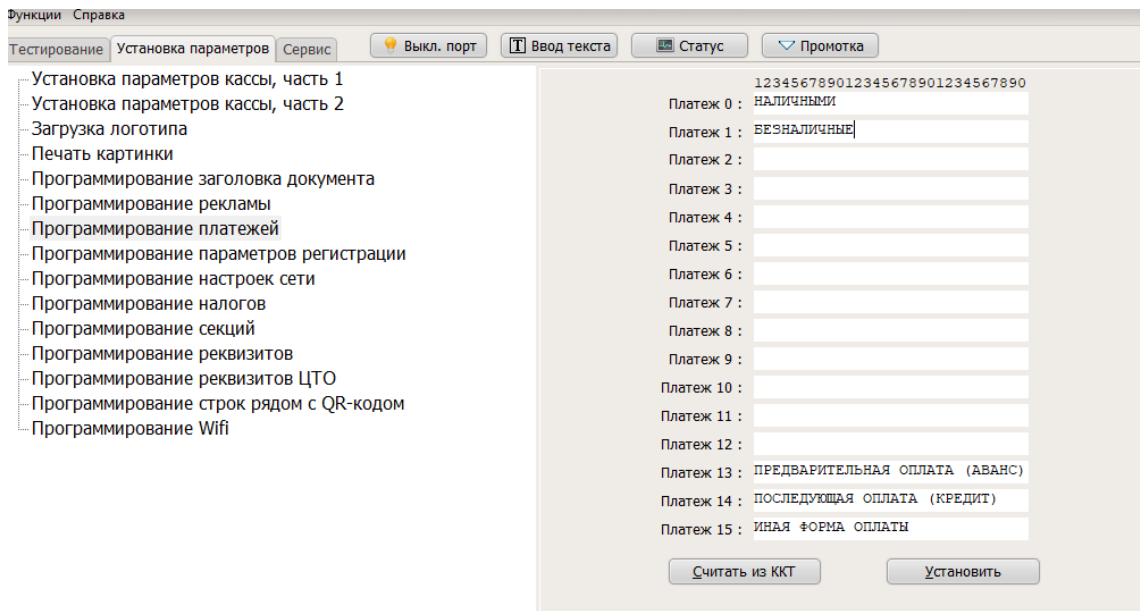 Функции Справка
Тестирование Установка параметров Сервис Выкл. порт T Ввод текста Статус Промотка
Установка параметров кассы, часть 1
Установка параметров кассы, часть 2
Загрузка логотипа
Печать картинки
Программирование заголовка документа
Программирование рекламы
Программирование платежей
Программирование параметров регистрации
Программирование настроек сети
Программирование налогов
Программирование секций
Программирование реквизитов
Программирование реквизитов ЦТО
Программирование строк рядом с QR-кодом
Программирование Wifi
123456789012345678901234567890
Платеж 0 : НАЛИЧНЫМИ
Платеж 1 : БЕЗНАЛИЧНЫЕ
Платеж 2 :
Платеж 3 :
Платеж 4 :
Платеж 5 :
Платеж 6 :
Платеж 7 :
Платеж 8 :
Платеж 9 :
Платеж 10 :
Платеж 11 :
Платеж 12 :
Платеж 13 : ПРЕДВАРИТЕЛЬНАЯ ОПЛАТА (АВАНС)
Платеж 14 : ПОСЛЕДУЮЩАЯ ОПЛАТА (КРЕДИТ)
Платеж 15 : ИНАЯ ФОРМА ОПЛАТЫ
Считать из ККТ Установить